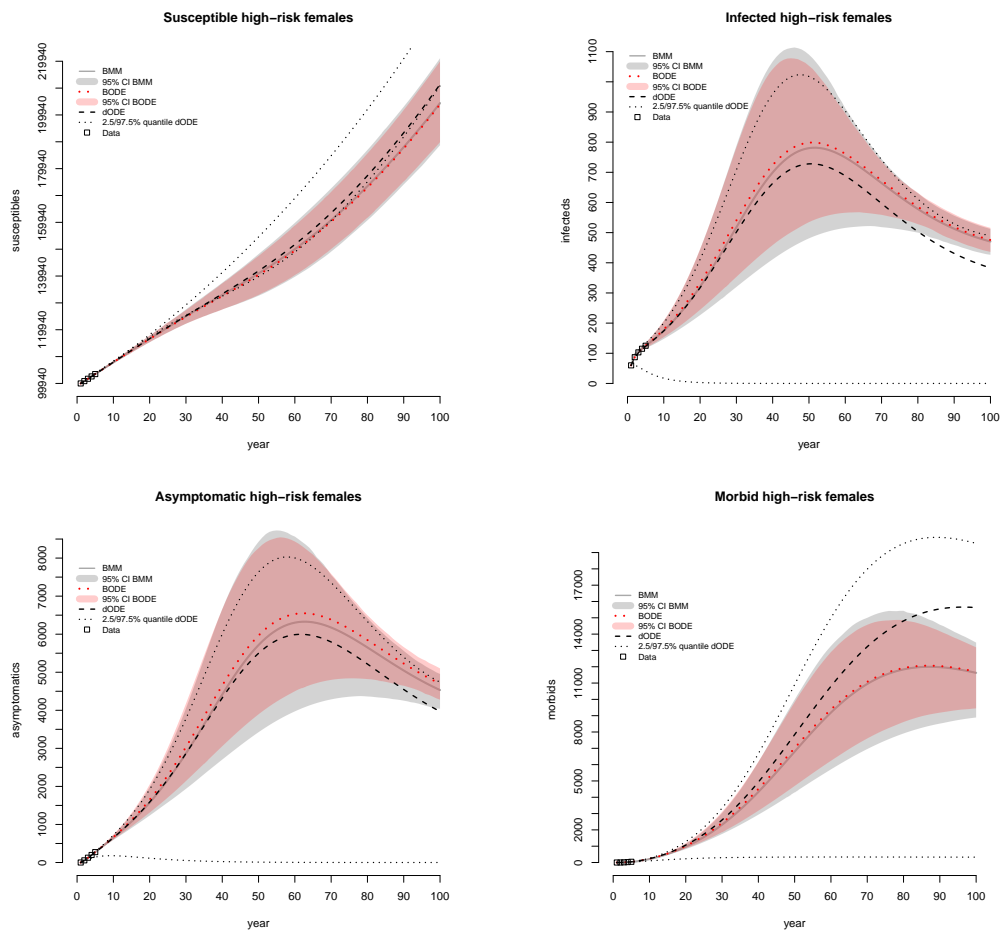 Susceptible high−risk females
susceptibles
99940 119940 139940 159940 179940 199940 219940
BMM
95% CI BMM
BODE
95% CI BODE
dODE
2.5/97.5% quantile dODE
Data
0 10 20 30 40 50 60 70 80 90 100
year
Infected high−risk females
infecteds
0 100 200 300 400 500 600 700 800 900 1100
BMM
95% CI BMM
BODE
95% CI BODE
dODE
2.5/97.5% quantile dODE
Data
0 10 20 30 40 50 60 70 80 90 100
year
Asymptomatic high−risk females
asymptomatics
0 1000 2000 3000 4000 5000 6000 7000 8000
BMM
95% CI BMM
BODE
95% CI BODE
dODE
2.5/97.5% quantile dODE
Data
0 10 20 30 40 50 60 70 80 90 100
year
Morbid high−risk females
morbids
0 2000 5000 8000 11000 14000 17000
BMM
95% CI BMM
BODE
95% CI BODE
dODE
2.5/97.5% quantile dODE
Data
0 10 20 30 40 50 60 70 80 90 100
year